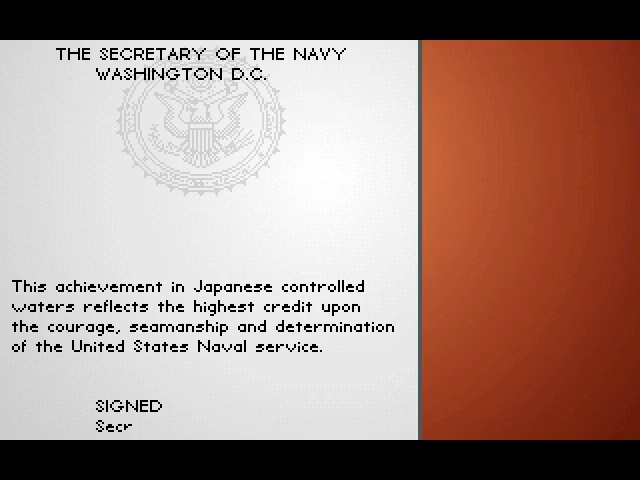 THE SECRETARY OF THE NAVY
WASHINGTON D.C.
This achievement in Japanese controlled
waters reflects the highest credit upon
the courage, seamanship and determination
of the United States Naval service.
SIGNED
Secr